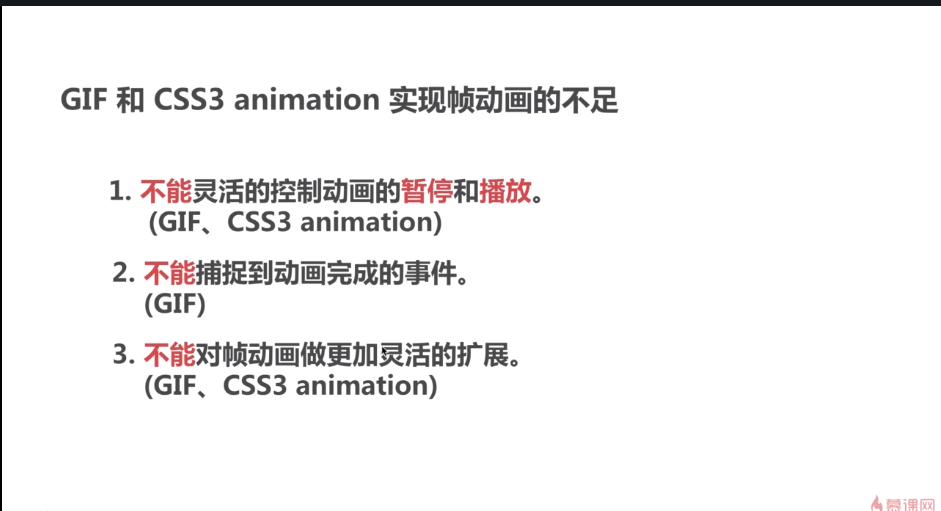 GIF 和 CSS3 animation 实现帧动画的不足
1. 不能灵活的控制动画的暂停和播放。
(GIF、CSS3 animation)
2. 不能捕捉到动画完成的事件。
(GIF)
3. 不能对帧动画做更加灵活的扩展。
(GIF、CSS3 animation)
慕课网